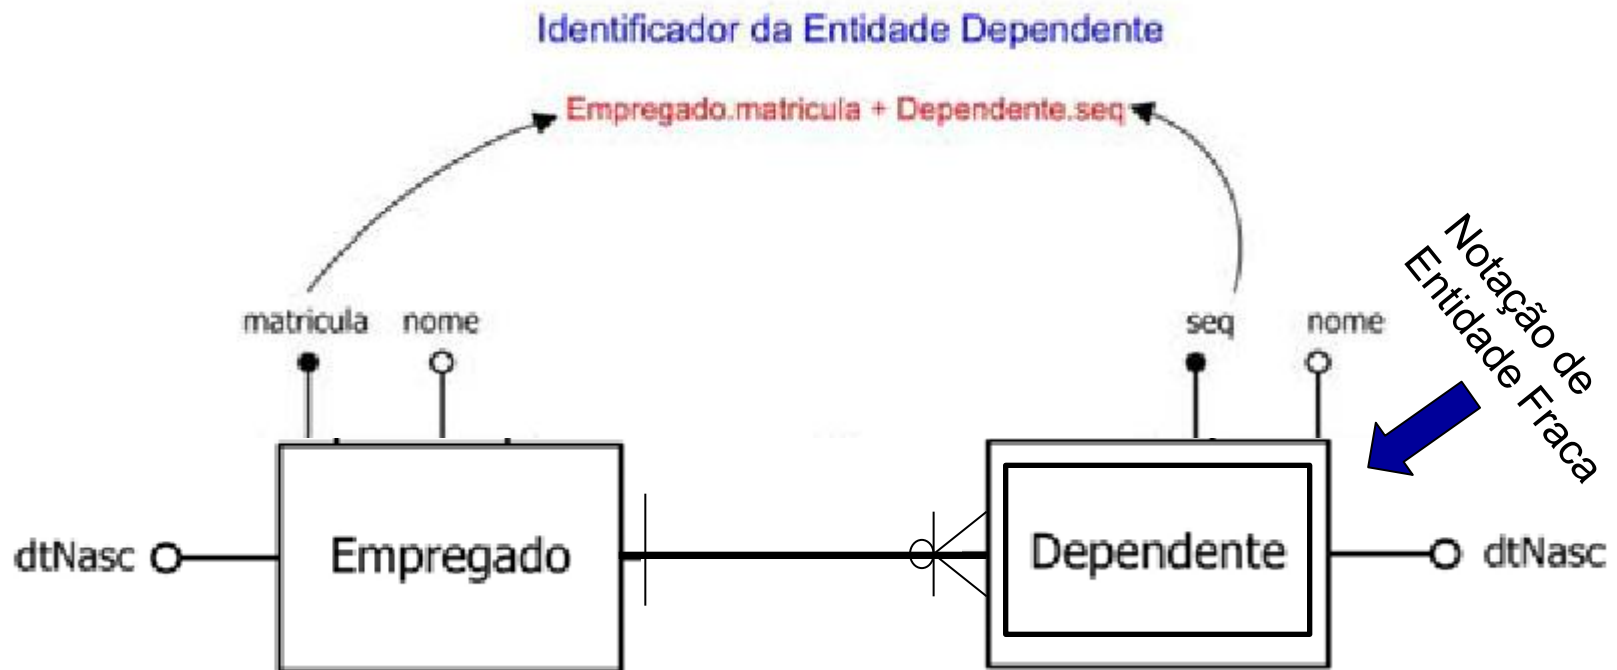 Identificador da Entidade Dependente
Empregado.matricula + Dependente.seq
matricula nome
seq nome
Notação de
Entidade Fraca
dtNasc
Empregado
Dependente
dtNasc